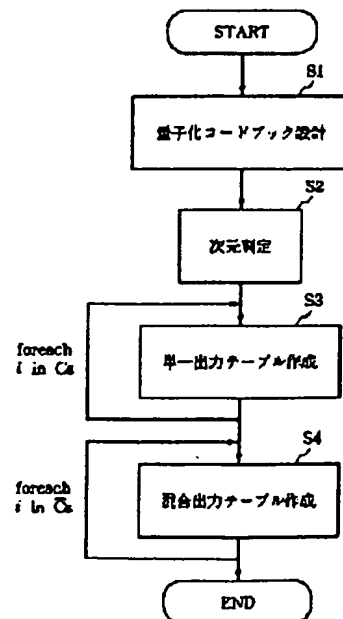 START
S1
量子化コードブック設計
S2
次元判定
S3
foreach
i in Cs
単一出力テーブル作成
S4
foreach
i in C̅s
混合出力テーブル作成
END